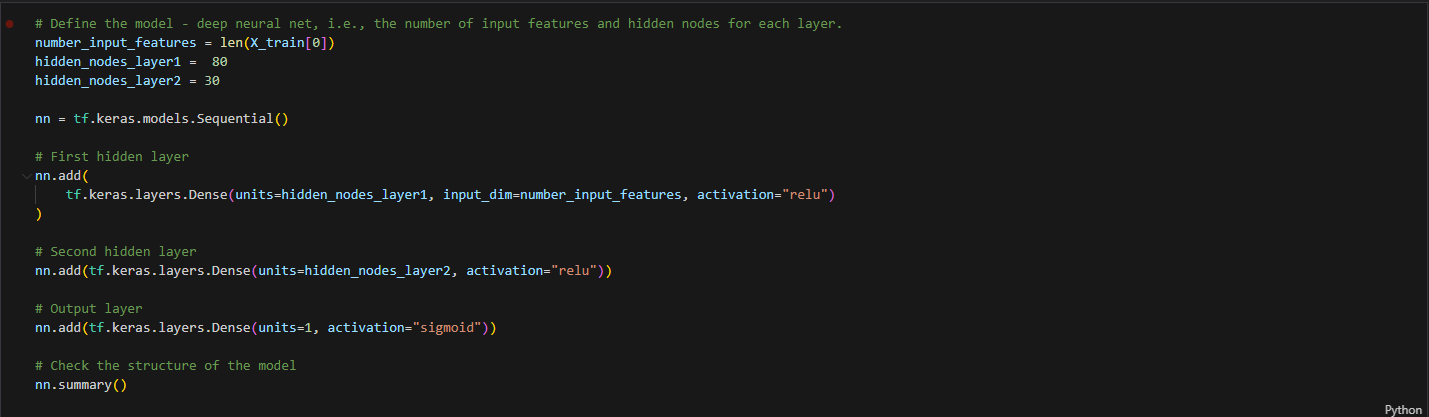 # Define the model - deep neural net, i.e., the number of input features and hidden nodes for each layer.
number_input_features = len(X_train[0])
hidden_nodes_layer1 =  80
hidden_nodes_layer2 = 30
nn = tf.keras.models.Sequential()
# First hidden layer
nn.add(
    tf.keras.layers.Dense(units=hidden_nodes_layer1, input_dim=number_input_features, activation="relu")
)
# Second hidden layer
nn.add(tf.keras.layers.Dense(units=hidden_nodes_layer2, activation="relu"))
# Output layer
nn.add(tf.keras.layers.Dense(units=1, activation="sigmoid"))
# Check the structure of the model
nn.summary()
Python